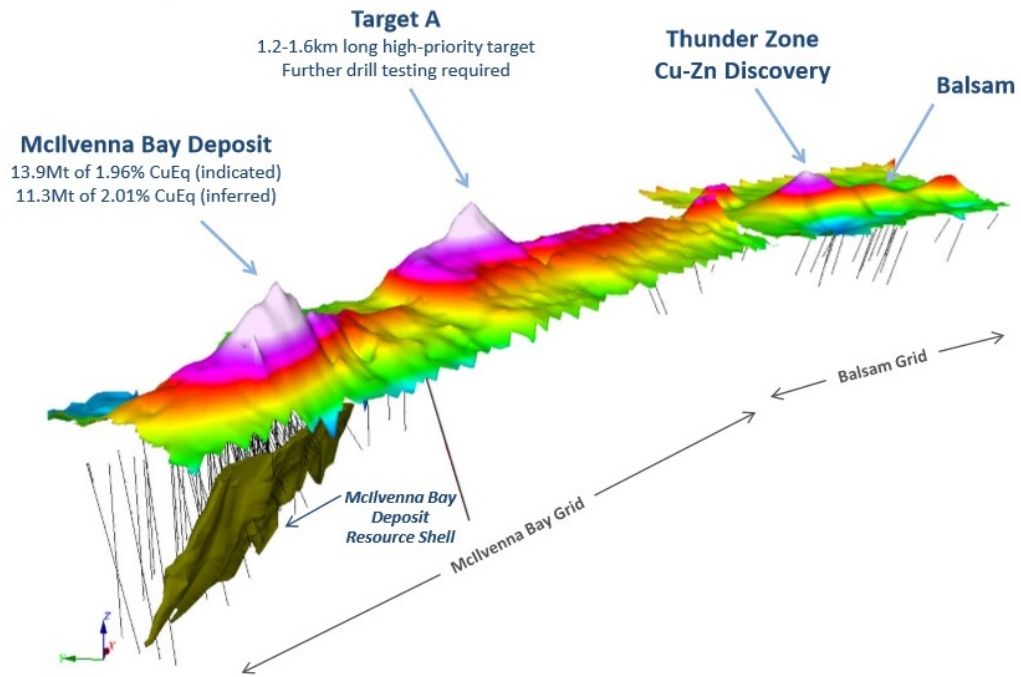 Target A
1.2-1.6km long high-priority target
Further drill testing required
Thunder Zone
Cu-Zn Discovery
Balsam
McIlvenna Bay Deposit
13.9Mt of 1.96% CuEq (indicated)
11.3Mt of 2.01% CuEq (inferred)
Balsam Grid
McIlvenna Bay
Deposit
Resource Shell
McIlvenna Bay Grid
Z
X
Y